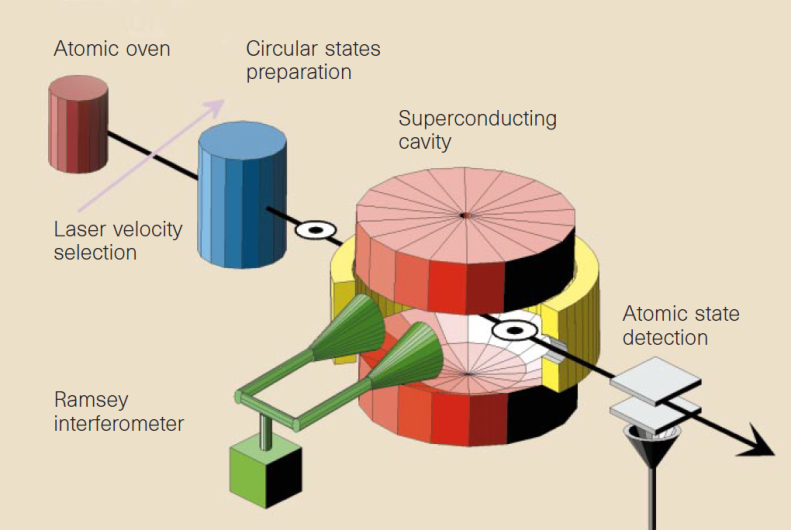 Atomic oven
Circular states
preparation
Superconducting
cavity
Laser velocity
selection
Atomic state
detection
Ramsey
interferometer